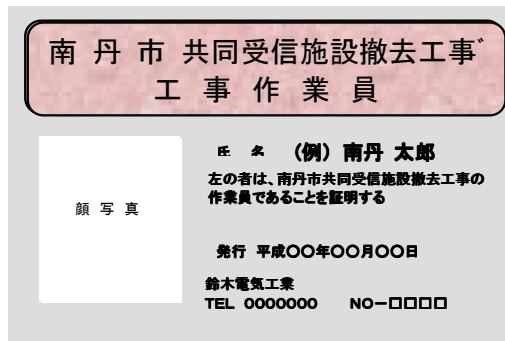 南 丹 市 共同受信施設撤去工事゛
工 事 作 業 員
顔 写 真
氏 名 (例) 南丹 太郎
左の者は、南丹市共同受信施設撤去工事の
作業員であることを証明する
発行 平成〇〇年〇〇月〇〇日
鈴木電気工業
TEL 0000000 NO－□□□□